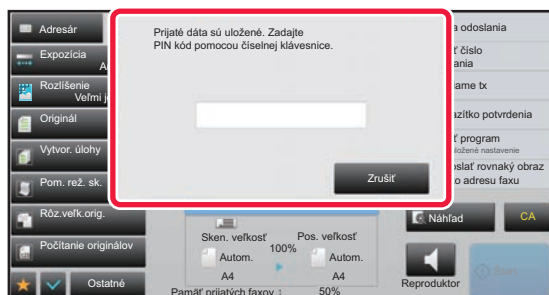 Adresár
Expozícia
A
Rozlíšenie
Veľmi j
Originál
Vytvor. úlohy
Pom. rež. sk.
Rôz.veľk.orig.
Počítanie originálov
Ostatné
Prijaté dáta sú uložené. Zadajte
PIN kód pomocou číselnej klávesnice.
Zrušiť
a odoslania
ť číslo
ania
ame tx
azítko potvrdenia
ť program
uložené nastavenie
oslať rovnaký obraz
o adresu faxu
Náhľad
CA
Sken. veľkosť
100%
Pos. veľkosť
Autom.
A4
Autom.
A4
Pamäť prijatých faxov :
50%
Reproduktor
Start